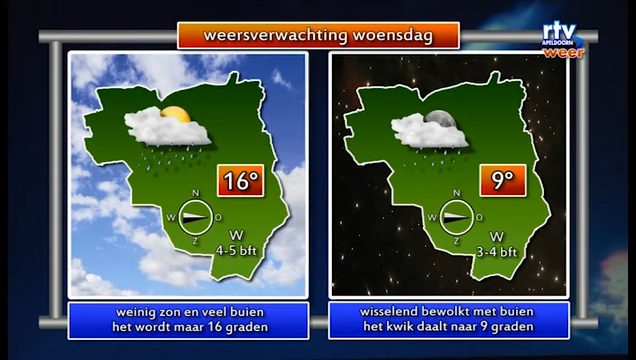 weersverwachting woensdag
rtv
APELDOORN
weer
16°
N
W O
Z
W
4-5 bft
9°
N
W O
Z
W
3-4 bft
weinig zon en veel buien
het wordt maar 16 graden
wisselend bewolkt met buien
het kwik daalt naar 9 graden